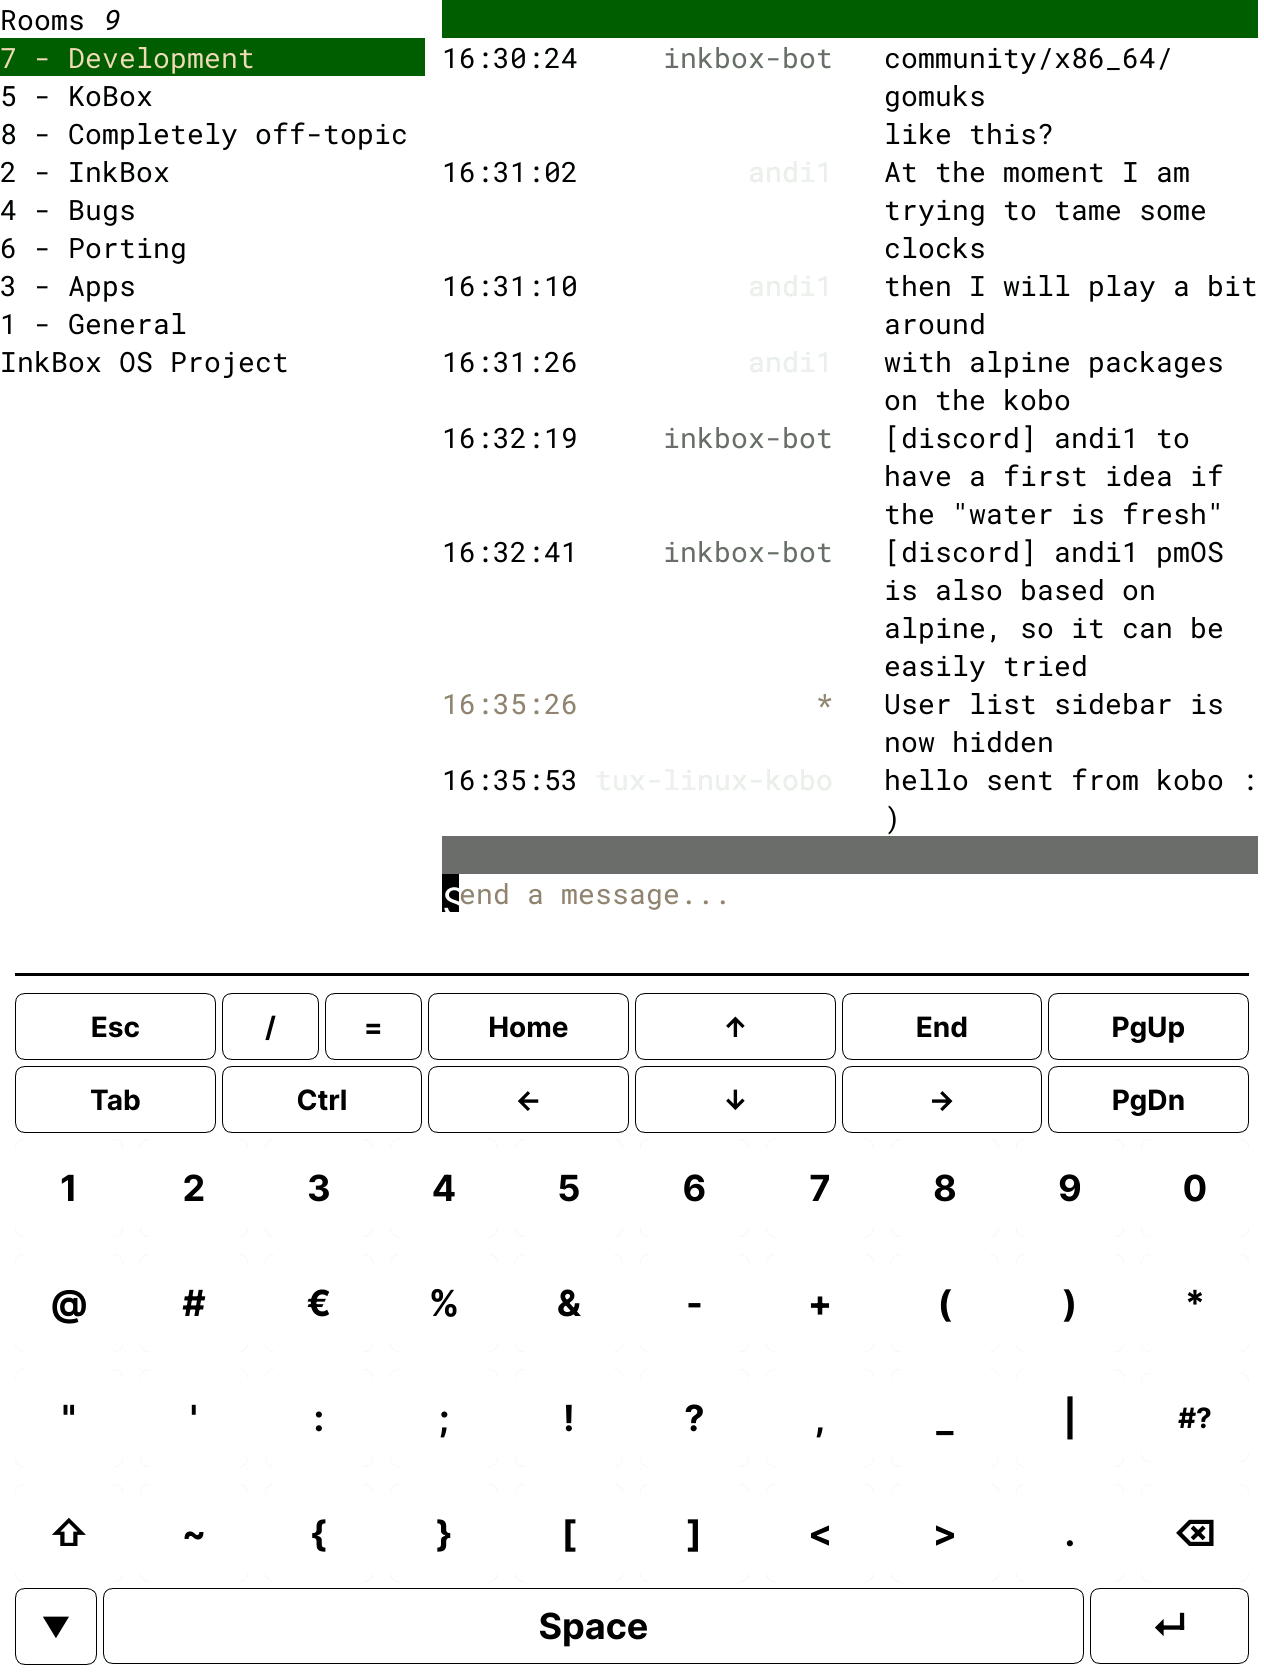 Rooms 9
7 - Development
5 - KoBox
8 - Completely off-topic
2 - InkBox
4 - Bugs
6 - Porting
3 - Apps
1 - General
InkBox OS Project
16:30:24 inkbox-bot community/x86_64/
gomuks
like this?
16:31:02 andi1 At the moment I am
trying to tame some
clocks
16:31:10 andi1 then I will play a bit
around
16:31:26 andi1 with alpine packages
on the kobo
16:32:19 inkbox-bot [discord] andi1 to
have a first idea if
the "water is fresh"
16:32:41 inkbox-bot [discord] andi1 pmOS
is also based on
alpine, so it can be
easily tried
16:35:26 * User list sidebar is
now hidden
16:35:53 tux-linux-kobo hello sent from kobo :
)
Send a message...
Esc / = Home ↑ End PgUp
Tab Ctrl ← ↓ → PgDn
1 2 3 4 5 6 7 8 9 0
@ # € % & - + ( ) *
" ' : ; ! ? , _ | #?
~ { } [ ] < > .
Space